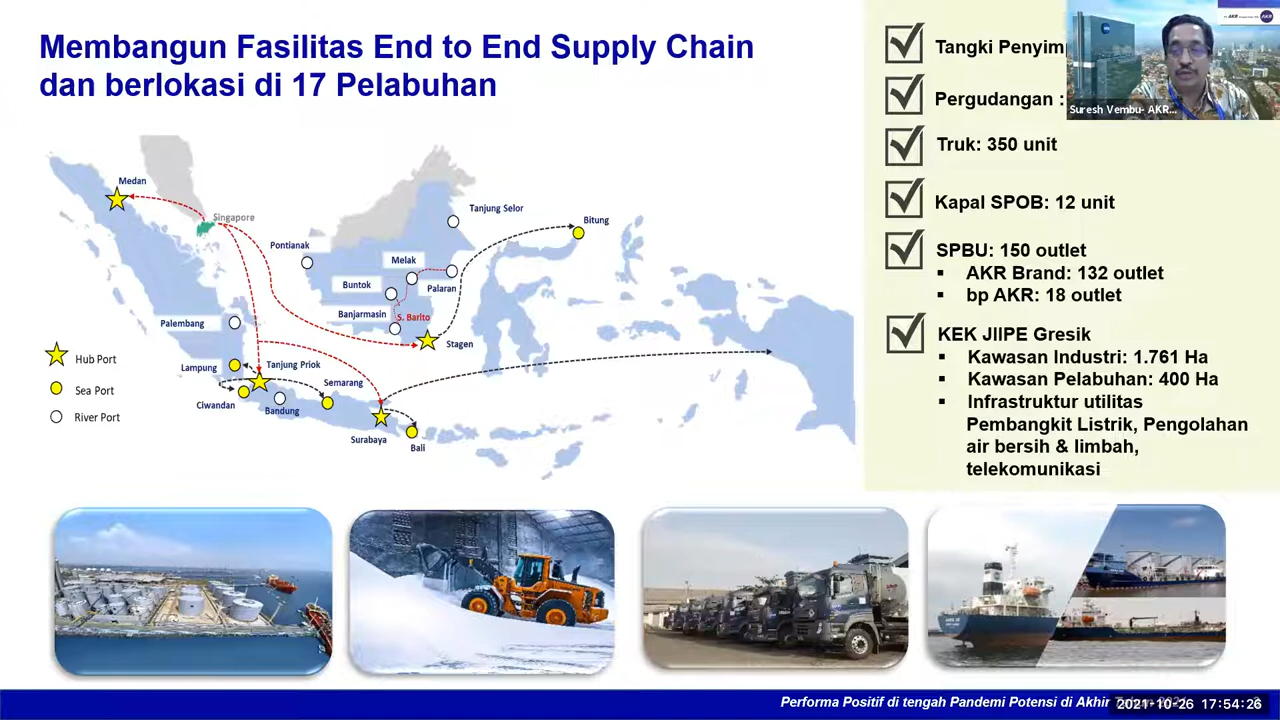 Membangun Fasilitas End to End Supply Chain
dan berlokasi di 17 Pelabuhan
Medan
Singapore
Tanjung Selor
Bitung
Pontianak
Melak
Buntok
Palaran
Banjarmasin
S. Barito
Stagen
Palembang
Lampung
Tanjung Priok
Semarang
Ciwandan
Bandung
Surabaya
Bali
Hub Port
Sea Port
River Port
Tangki
Pergudangan :
Truk: 350 unit
Kapal SPOB: 12 unit
SPBU: 150 outlet
▪ AKR Brand: 132 outlet
▪ bp AKR: 18 outlet
KEK JIIPE Gresik
▪ Kawasan Industri: 1.761 Ha
▪ Kawasan Pelabuhan: 400 Ha
▪ Infrastruktur utilitas
Pembangkit Listrik, Pengolahan
air bersih & limbah,
telekomunikasi
AKR
Suresh Vembu- AKR...
Performa Positif di tengah Pandemi Potensi di Akhir
2021-10-26 17:54:26